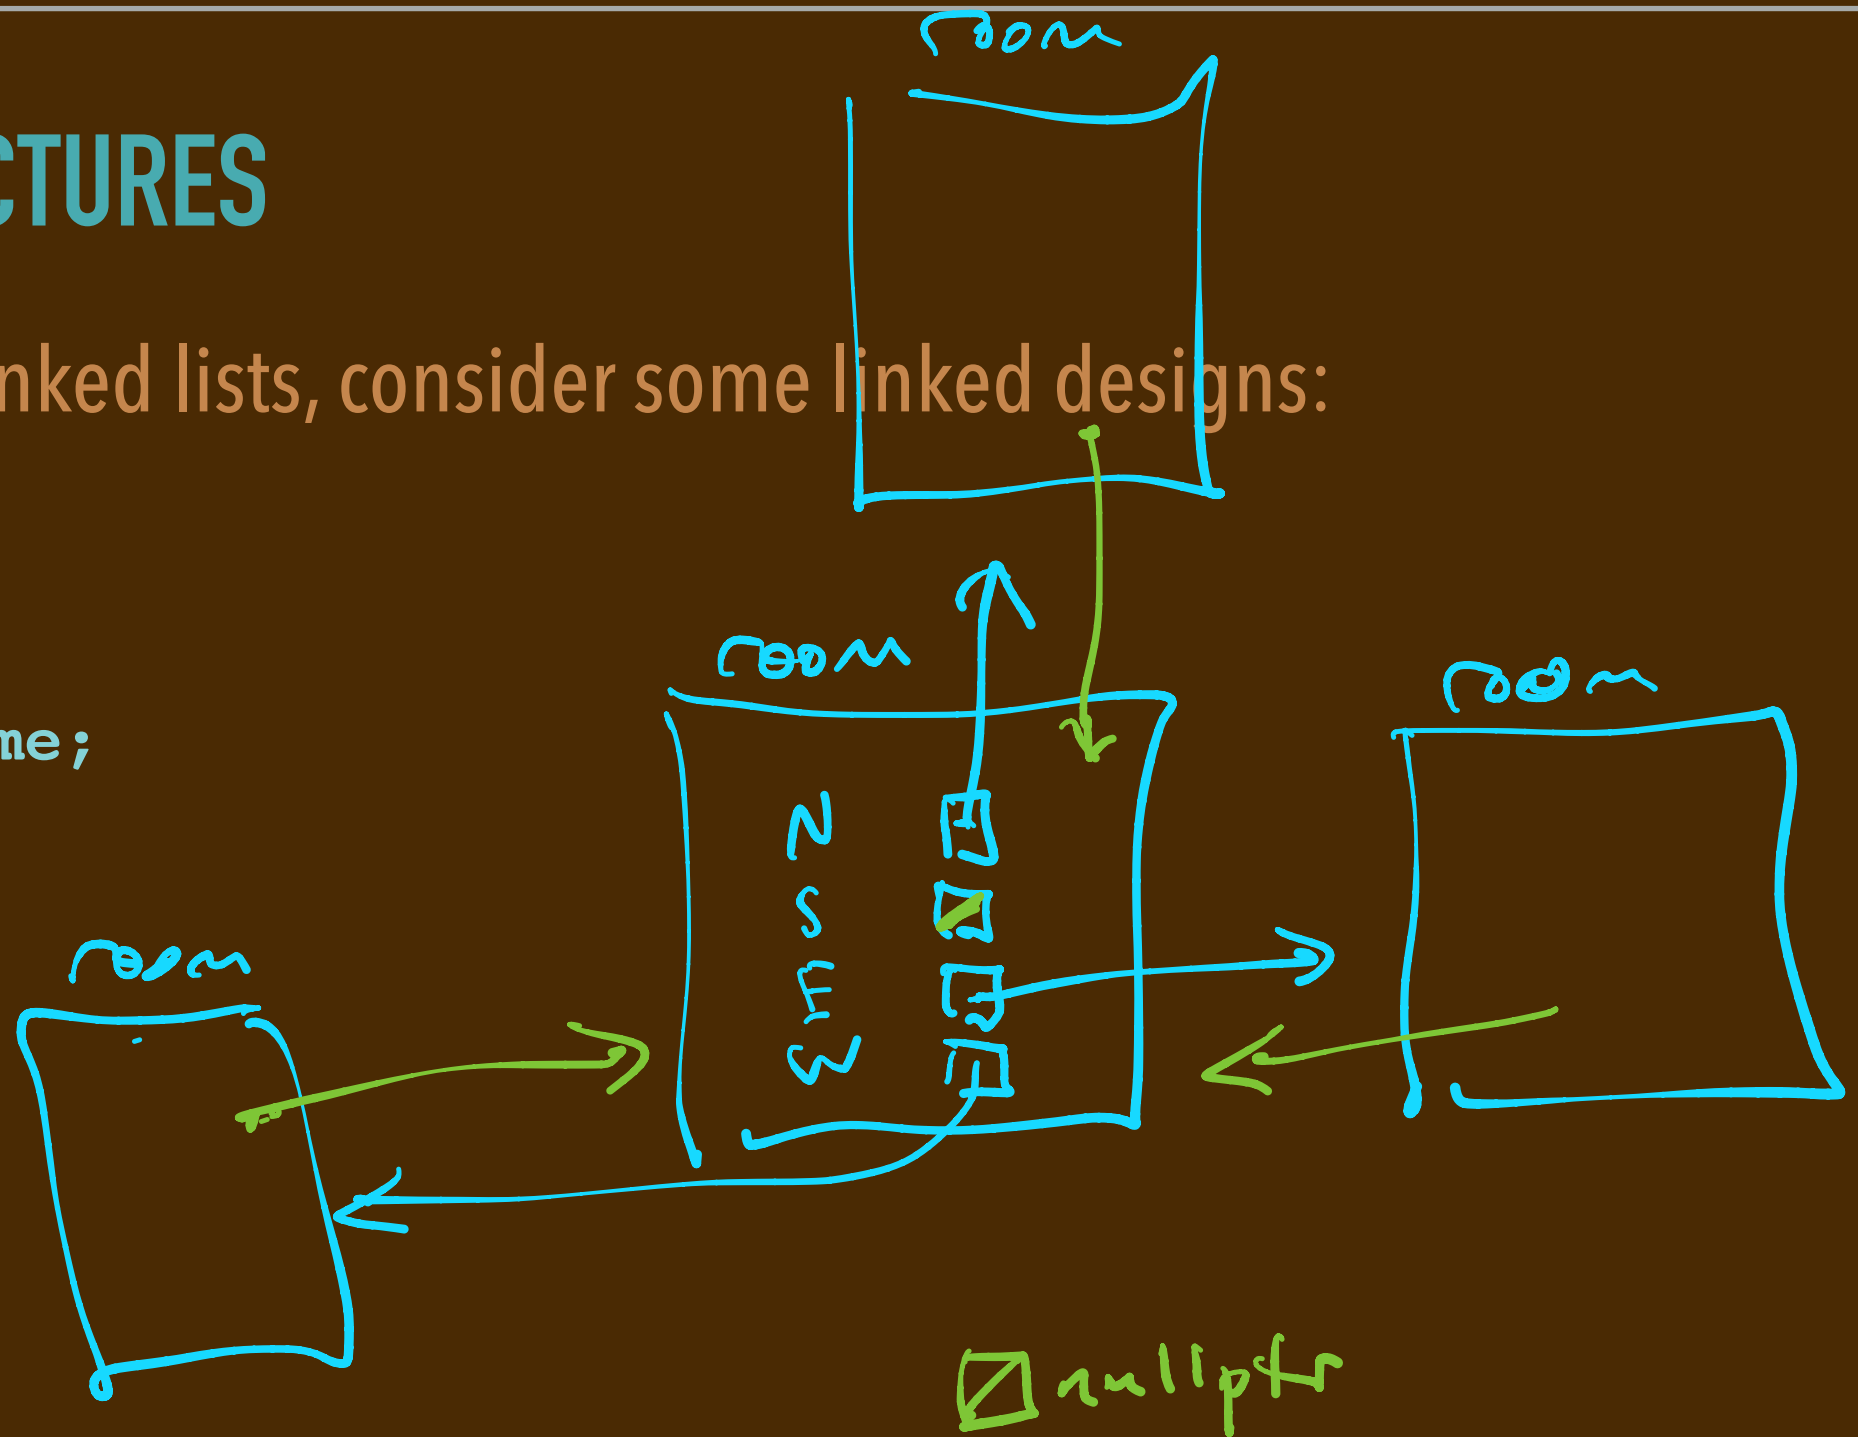 room
CTURES
nked lists, consider some linked designs:
room
room
me;
N
S
E
W
room
nullptr